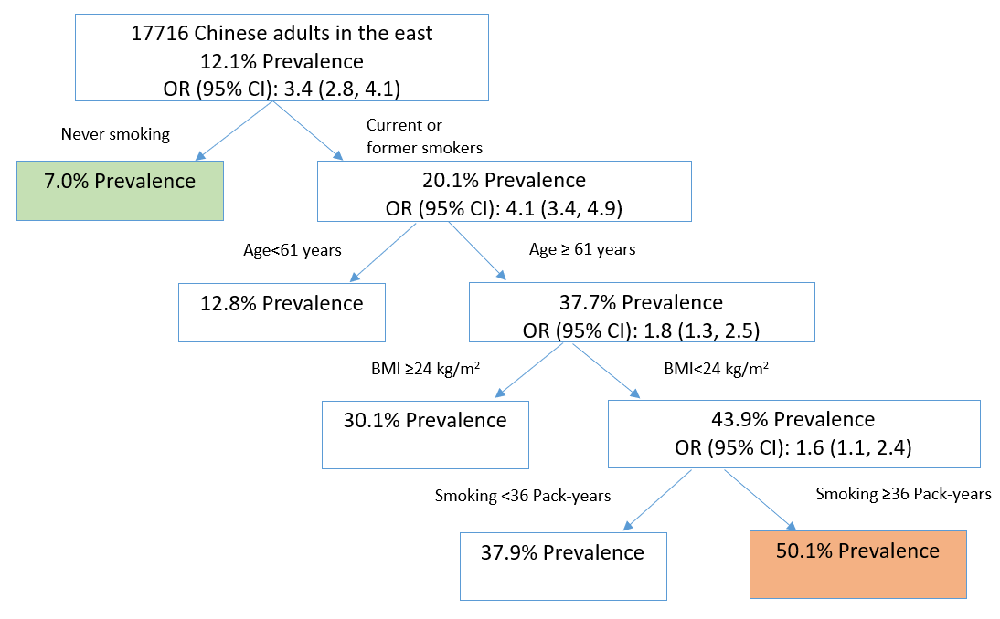 17716 Chinese adults in the east
12.1% Prevalence
OR (95% CI): 3.4 (2.8, 4.1)
Never smoking
Current or
former smokers
7.0% Prevalence
20.1% Prevalence
OR (95% CI): 4.1 (3.4, 4.9)
Age<61 years
Age ≥ 61 years
12.8% Prevalence
37.7% Prevalence
OR (95% CI): 1.8 (1.3, 2.5)
BMI ≥24 kg/m²
BMI<24 kg/m²
30.1% Prevalence
43.9% Prevalence
OR (95% CI): 1.6 (1.1, 2.4)
Smoking <36 Pack-years
Smoking ≥36 Pack-years
37.9% Prevalence
50.1% Prevalence